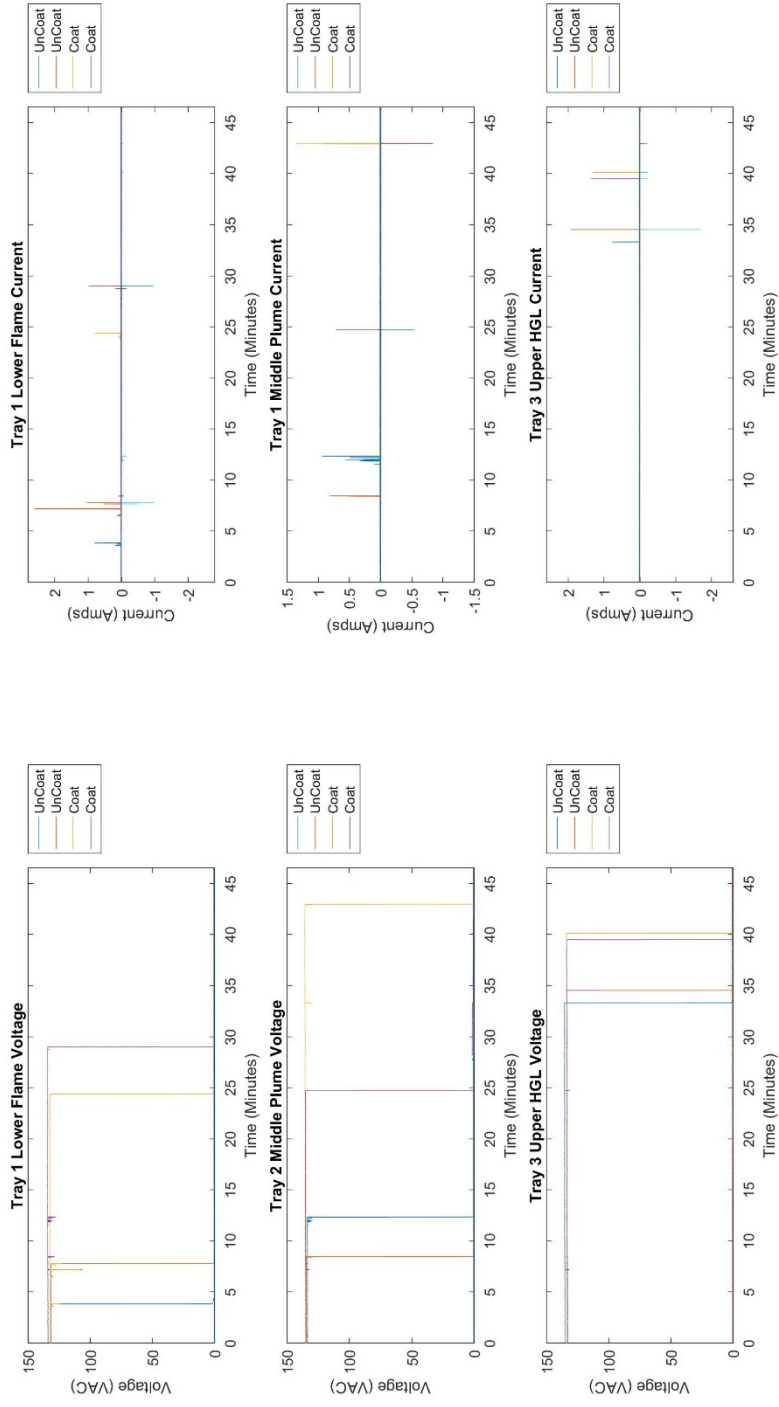 Tray 1 Lower Flame Voltage
150
100
50
0
Voltage (VAC)
0 5 10 15 20 25 30 35 40 45
Time (Minutes)
UnCoat
UnCoat
Coat
Coat
Tray 2 Middle Plume Voltage
150
100
50
0
Voltage (VAC)
0 5 10 15 20 25 30 35 40 45
Time (Minutes)
UnCoat
UnCoat
Coat
Coat
Tray 3 Upper HGL Voltage
150
100
50
0
Voltage (VAC)
0 5 10 15 20 25 30 35 40 45
Time (Minutes)
UnCoat
UnCoat
Coat
Coat
Tray 1 Lower Flame Current
2
1
0
-1
-2
Current (Amps)
0 5 10 15 20 25 30 35 40 45
Time (Minutes)
UnCoat
UnCoat
Coat
Coat
Tray 1 Middle Plume Current
1.5
1
0.5
0
-0.5
-1
-1.5
Current (Amps)
0 5 10 15 20 25 30 35 40 45
Time (Minutes)
UnCoat
UnCoat
Coat
Coat
Tray 3 Upper HGL Current
2
1
0
-1
-2
Current (Amps)
0 5 10 15 20 25 30 35 40 45
Time (Minutes)
UnCoat
UnCoat
Coat
Coat